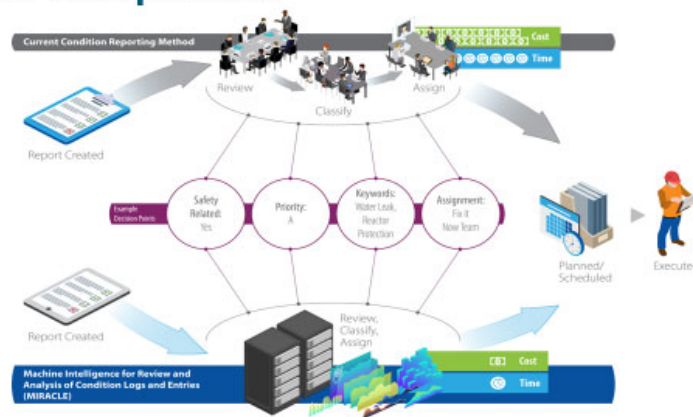 Current Condition Reporting Method
Cost
Time
Review
Classify
Assign
Report Created
Example
Decision Points
Safety
Related:
Yes
Priority:
A
Keywords:
Water Leak,
Reactor
Protection
Assignment:
Fix it
Now Team
Planned/
Scheduled
Execute
Report Created
Review,
Classify,
Assign
Cost
Time
Machine Intelligence for Review and
Analysis of Condition Logs and Entries
(MIRACLE)